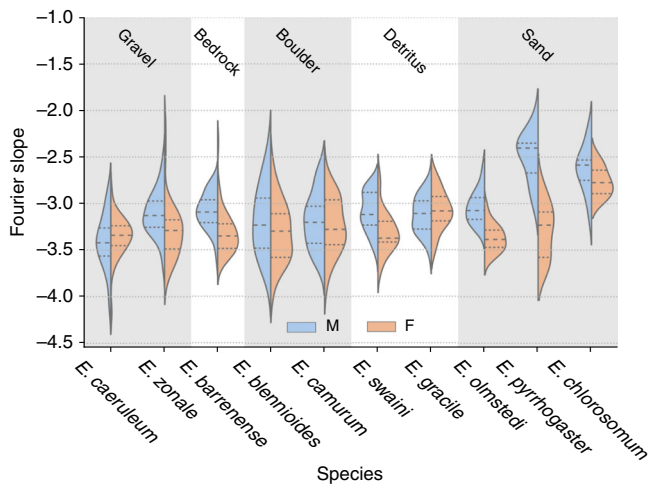 Gravel Bedrock Boulder Detritus Sand
−1.0
−1.5
−2.0
−2.5
−3.0
−3.5
−4.0
−4.5
Fourier slope
M F
E. caeruleum
E. zonale
E. barrenense
E. blennioides
E. camurum
E. swaini
E. gracile
E. olmstedi
E. pyrrhogaster
E. chlorosomum
Species